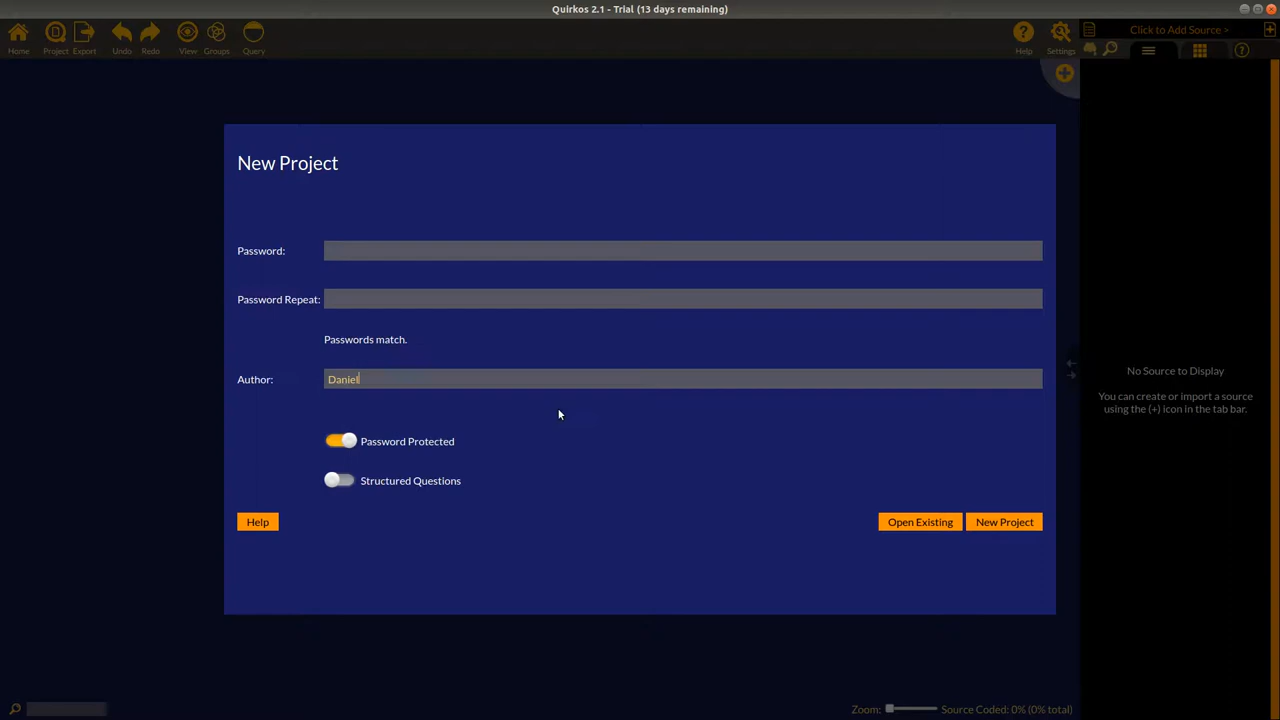 Quirkos 2.1 - Trial (13 days remaining)
Home Project Export Undo Redo View Groups Query Help Settings
Click to Add Source >
New Project
Password:
Password Repeat:
Passwords match.
Author: Daniel
Password Protected
Structured Questions
Help Open Existing New Project
No Source to Display
You can create or import a source
using the (+) icon in the tab bar.
Zoom: Source Coded: 0% (0% total)